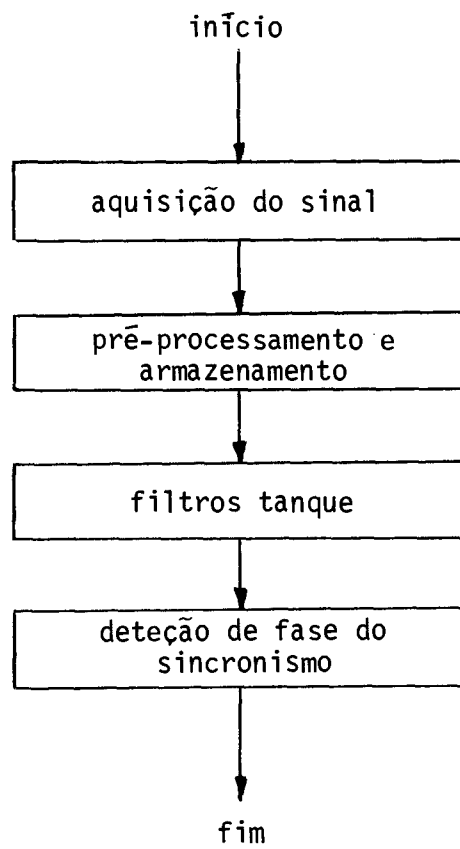 início
aquisição do sinal
pré-processamento e
armazenamento
filtros tanque
deteção de fase do
sincronismo
fim